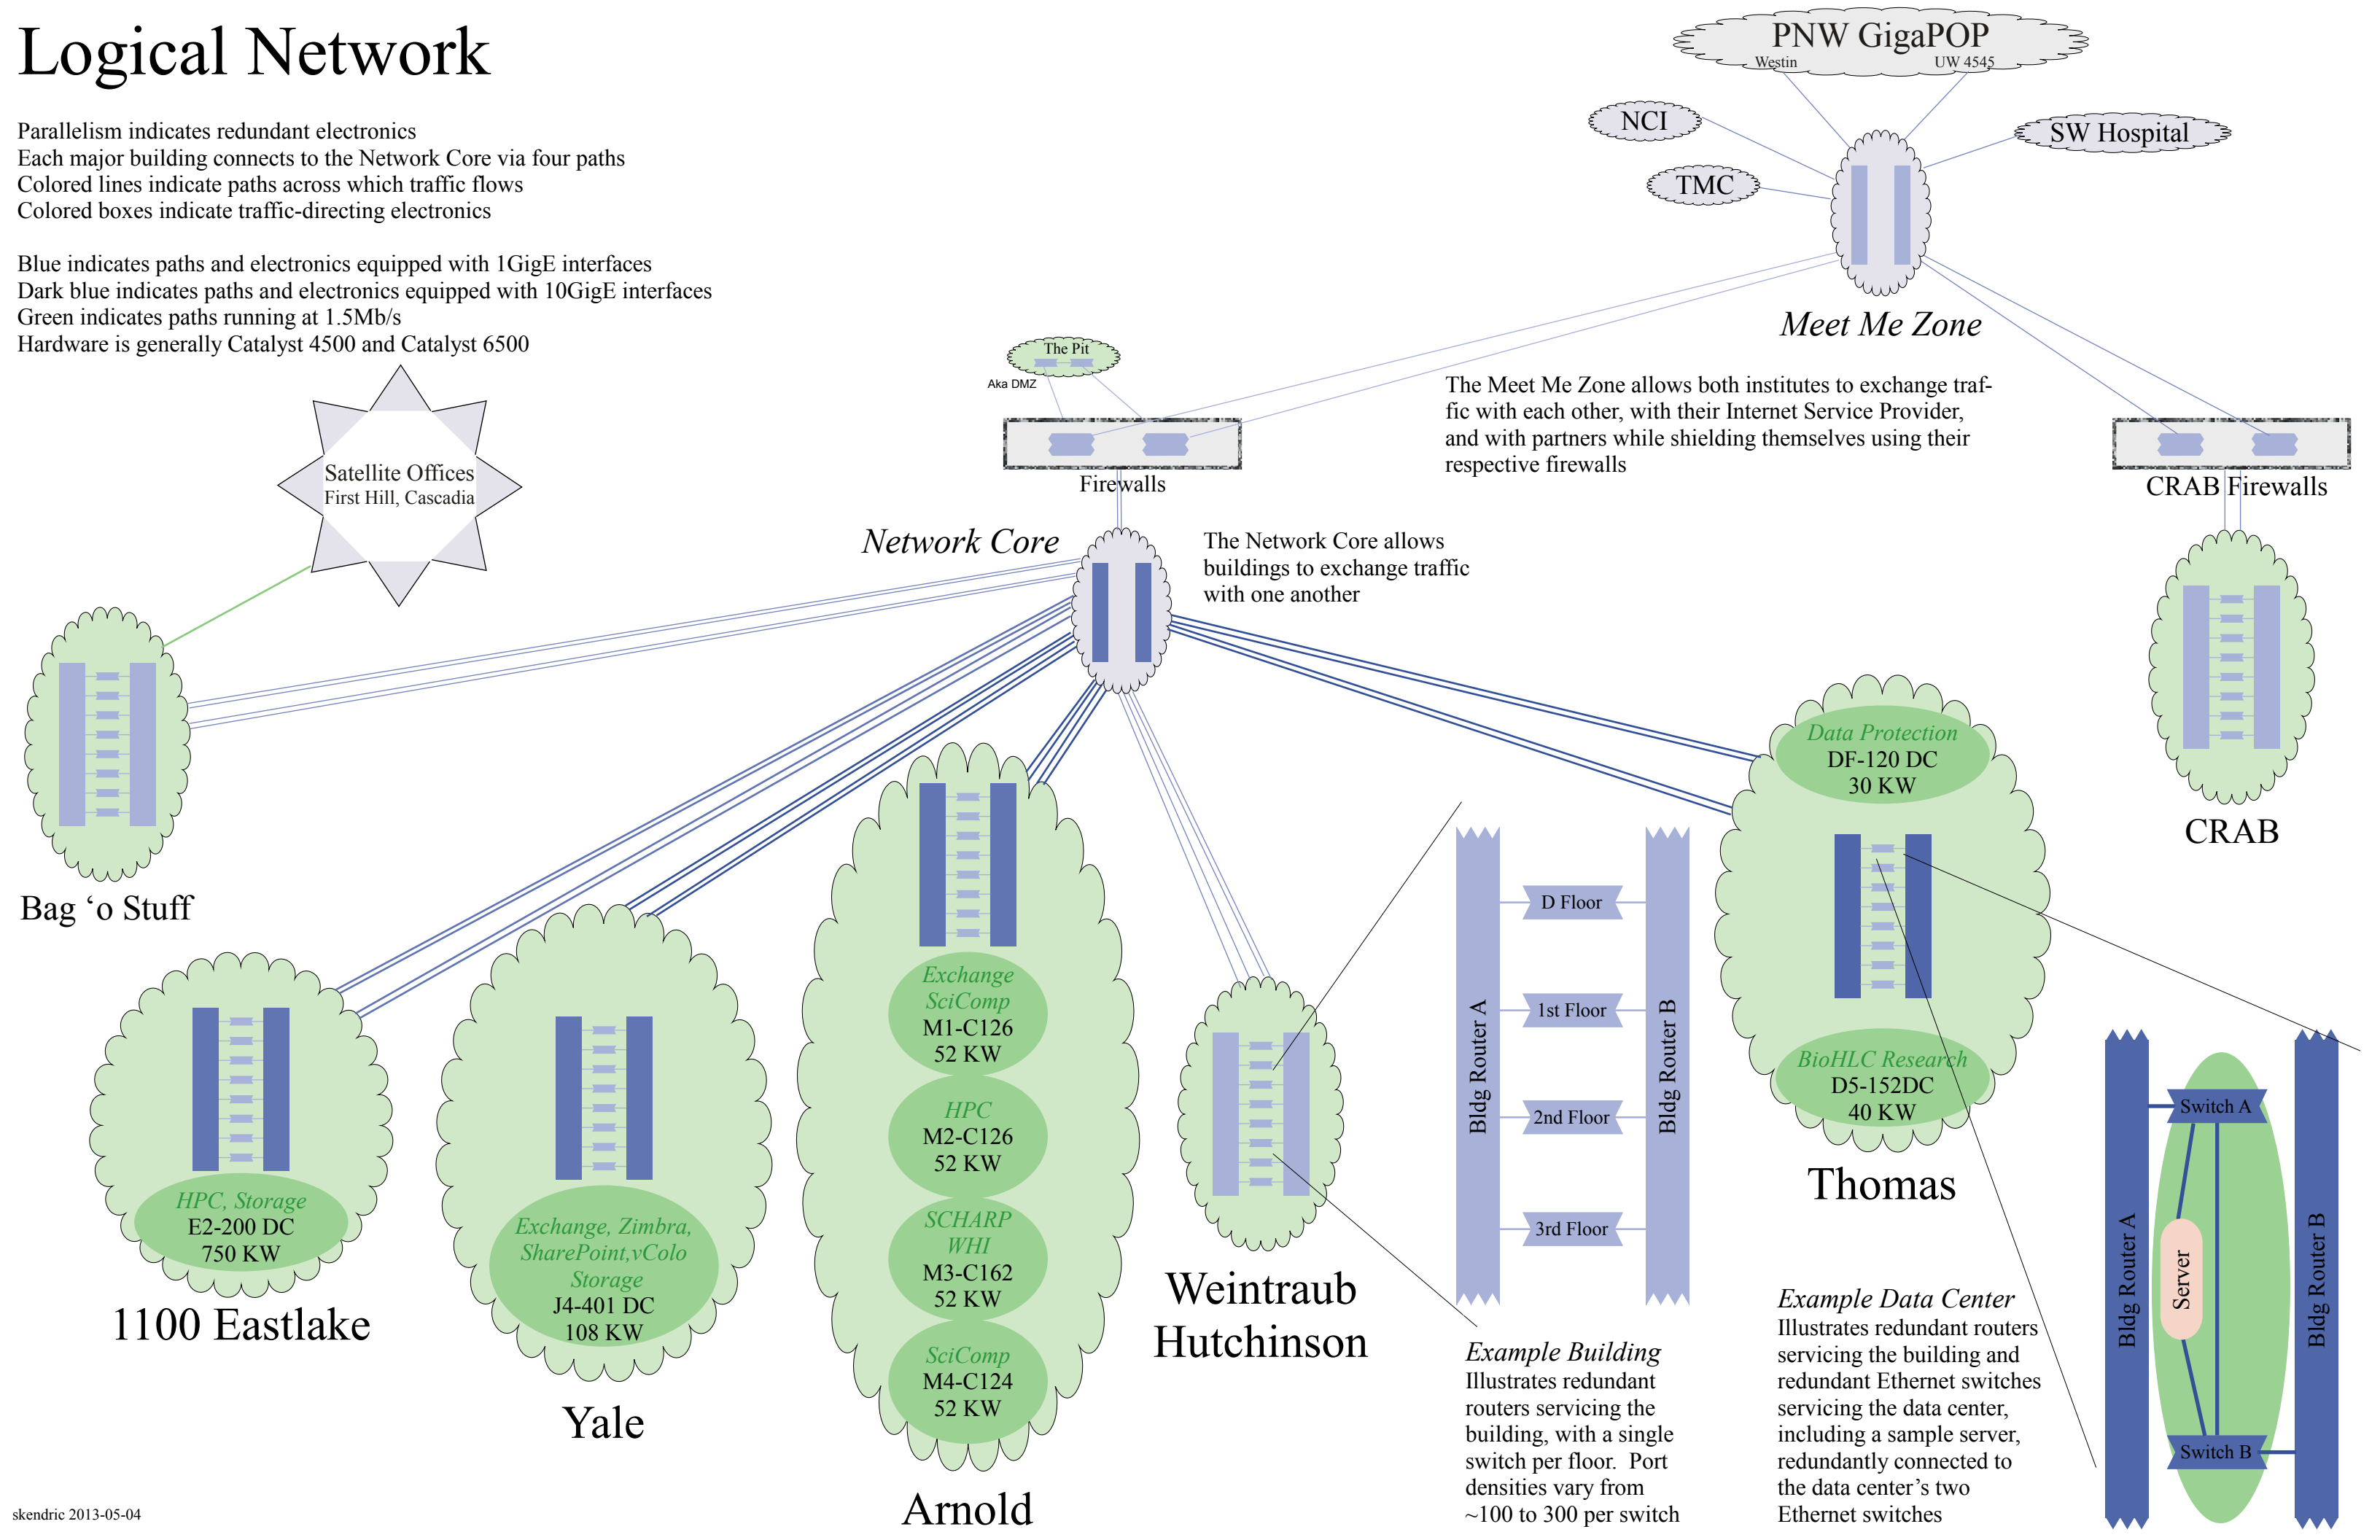 Logical Network
Parallelism indicates redundant electronics
Each major building connects to the Network Core via four paths
Colored lines indicate paths across which traffic flows
Colored boxes indicate traffic-directing electronics
Blue indicates paths and electronics equipped with 1GigE interfaces
Dark blue indicates paths and electronics equipped with 10GigE interfaces
Green indicates paths running at 1.5Mb/s
Hardware is generally Catalyst 4500 and Catalyst 6500
PNW GigaPOP
Westin
UW 4545
NCI
SW Hospital
TMC
Meet Me Zone
The Meet Me Zone allows both institutes to exchange traf-
fic with each other, with their Internet Service Provider,
and with partners while shielding themselves using their
respective firewalls
The Pit
Aka DMZ
Firewalls
CRAB Firewalls
Satellite Offices
First Hill, Cascadia
Network Core
The Network Core allows
buildings to exchange traffic
with one another
Bag ‘o Stuff
CRAB
HPC, Storage
E2-200 DC
750 KW
1100 Eastlake
Exchange, Zimbra,
SharePoint,vColo
Storage
J4-401 DC
108 KW
Yale
Exchange
SciComp
M1-C126
52 KW
HPC
M2-C126
52 KW
SCHARP
WHI
M3-C162
52 KW
SciComp
M4-C124
52 KW
Arnold
Weintraub
Hutchinson
Bldg Router A
D Floor
1st Floor
2nd Floor
3rd Floor
Bldg Router B
Example Building
Illustrates redundant
routers servicing the
building, with a single
switch per floor.  Port
densities vary from
~100 to 300 per switch
Data Protection
DF-120 DC
30 KW
BioHLC Research
D5-152DC
40 KW
Thomas
Example Data Center
Illustrates redundant routers
servicing the building and
redundant Ethernet switches
servicing the data center,
including a sample server,
redundantly connected to
the data center’s two
Ethernet switches
Bldg Router A
Switch A
Server
Switch B
Bldg Router B
skendric 2013-05-04